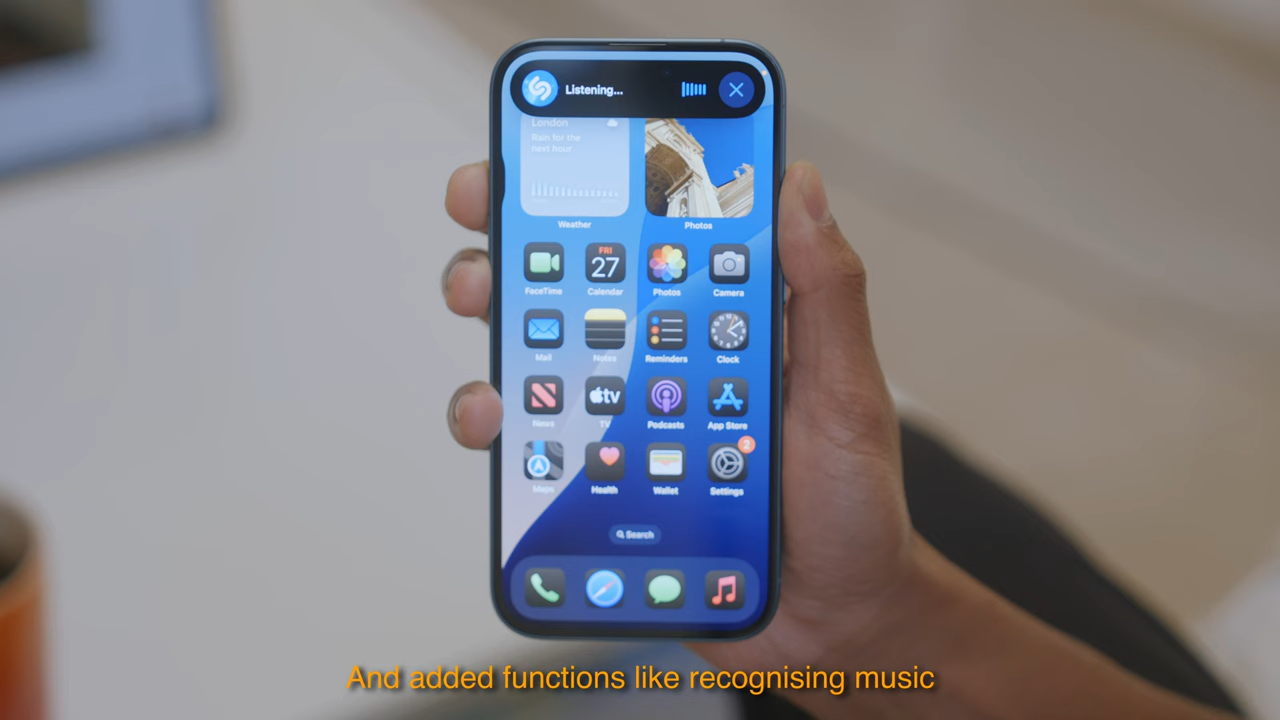 Listening...
London
Rain for the
next hour
Weather
Photos
FRI
27
FaceTime
Calendar
Photos
Camera
Mail
Notes
Reminders
Clock
tv
News
TV
Podcasts
App Store
2
Maps
Health
Wallet
Settings
Search
And added functions like recognising music